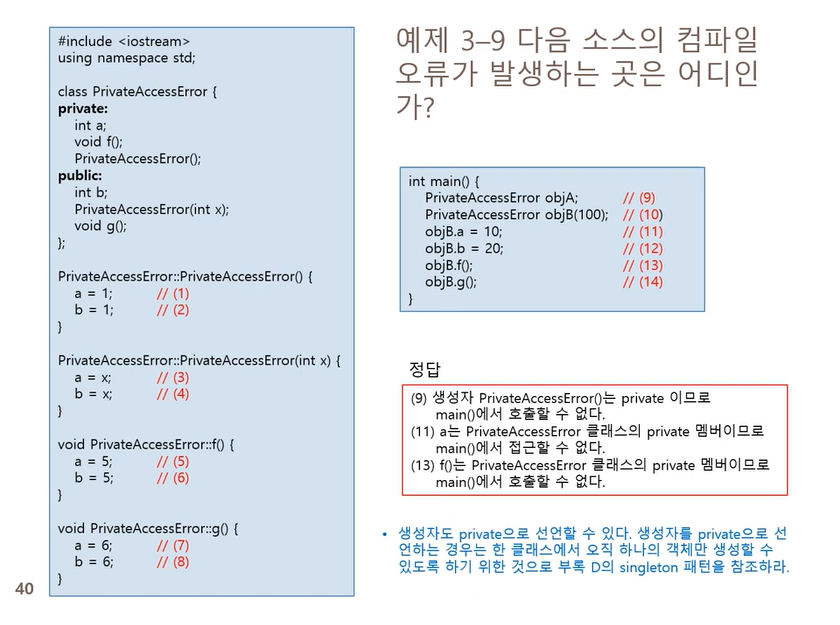 예제 3–9 다음 소스의 컴파일
오류가 발생하는 곳은 어디인
가?
#include <iostream>
using namespace std;
class PrivateAccessError {
private:
int a;
void f();
PrivateAccessError();
public:
int b;
PrivateAccessError(int x);
void g();
};
PrivateAccessError::PrivateAccessError() {
a = 1; // (1)
b = 1; // (2)
}
PrivateAccessError::PrivateAccessError(int x) {
a = x; // (3)
b = x; // (4)
}
void PrivateAccessError::f() {
a = 5; // (5)
b = 5; // (6)
}
void PrivateAccessError::g() {
a = 6; // (7)
b = 6; // (8)
}
int main() {
PrivateAccessError objA; // (9)
PrivateAccessError objB(100); // (10)
objB.a = 10; // (11)
objB.b = 20; // (12)
objB.f(); // (13)
objB.g(); // (14)
}
정답
(9) 생성자 PrivateAccessError()는 private 이므로
main()에서 호출할 수 없다.
(11) a는 PrivateAccessError 클래스의 private 멤버이므로
main()에서 접근할 수 없다.
(13) f()는 PrivateAccessError 클래스의 private 멤버이므로
main()에서 호출할 수 없다.
• 생성자도 private으로 선언할 수 있다. 생성자를 private으로 선
언하는 경우는 한 클래스에서 오직 하나의 객체만 생성할 수
있도록 하기 위한 것으로 부록 D의 singleton 패턴을 참조하라.
40